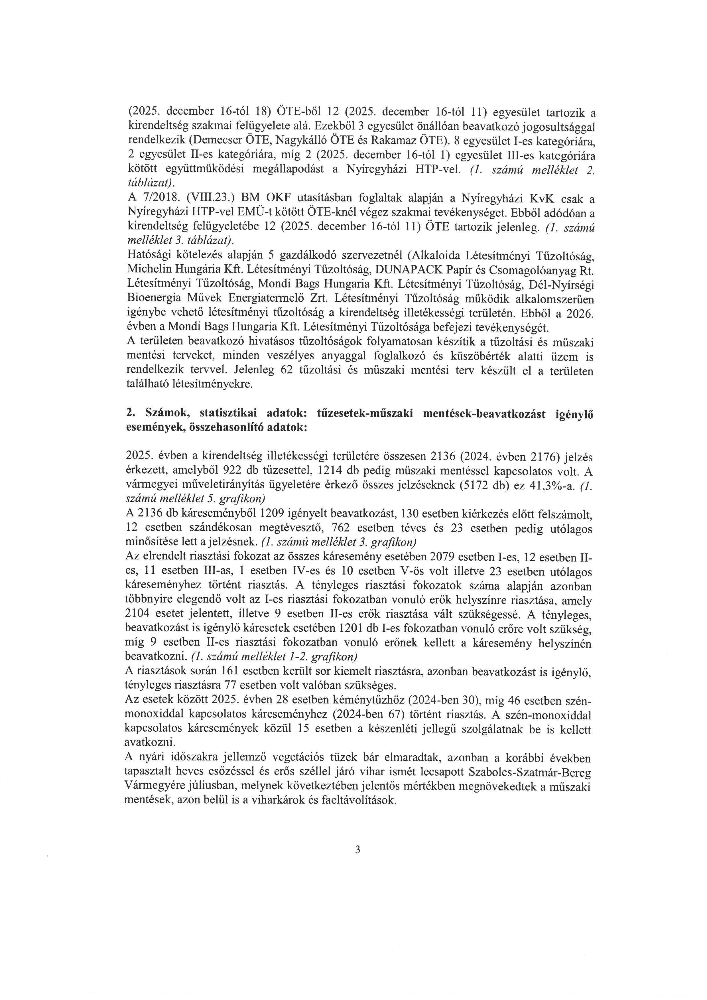 (2025. december 16-tól 18) ÖTE-ből 12 (2025. december 16-tól 11) egyesület tartozik a
kirendeltség szakmai felügyelete alá. Ezekből 3 egyesület önállóan beavatkozó jogosultsággal
rendelkezik (Demecser ÖTE, Nagykálló ÖTE és Rakamaz ÖTE). 8 egyesület I-es kategóriára,
2 egyesület II-es kategóriára, míg 2 (2025. december 16-tól 1) egyesület III-es kategóriára
kötött együttműködési megállapodást a Nyíregyházi HTP-vel. (1. számú melléklet 2.
táblázat).
A 7/2018. (VIII.23.) BM OKF utasításban foglaltak alapján a Nyíregyházi KvK csak a
Nyíregyházi HTP-vel EMÜ-t kötött ÖTE-knél végez szakmai tevékenységet. Ebből adódóan a
kirendeltség felügyeletébe 12 (2025. december 16-tól 11) ÖTE tartozik jelenleg. (1. számú
melléklet 3. táblázat).
Hatósági kötelezés alapján 5 gazdálkodó szervezetnél (Alkaloida Létesítményi Tűzoltóság,
Michelin Hungária Kft. Létesítményi Tűzoltóság, DUNAPACK Papír és Csomagolóanyag Rt.
Létesítményi Tűzoltóság, Mondi Bags Hungaria Kft. Létesítményi Tűzoltóság, Dél-Nyírségi
Bioenergia Művek Energiatermelő Zrt. Létesítményi Tűzoltóság működik alkalomszerűen
igénybe vehető létesítményi tűzoltóság a kirendeltség illetékességi területén. Ebből a 2026.
évben a Mondi Bags Hungaria Kft. Létesítményi Tűzoltósága befejezi tevékenységét.
A területen beavatkozó hivatásos tűzoltóságok folyamatosan készítik a tűzoltási és műszaki
mentési terveket, minden veszélyes anyaggal foglalkozó és küszöbérték alatti üzem is
rendelkezik tervvel. Jelenleg 62 tűzoltási és műszaki mentési terv készült el a területen
található létesítményekre.
2. Számok, statisztikai adatok: tűzesetek-műszaki mentések-beavatkozást igénylő
események, összehasonlító adatok:
2025. évben a kirendeltség illetékességi területére összesen 2136 (2024. évben 2176) jelzés
érkezett, amelyből 922 db tűzesettel, 1214 db pedig műszaki mentéssel kapcsolatos volt. A
vármegyei műveletirányítás ügyeletére érkező összes jelzéseknek (5172 db) ez 41,3%-a. (1.
számú melléklet 5. grafikon)
A 2136 db káreseményből 1209 igényelt beavatkozást, 130 esetben kiérkezés előtt felszámolt,
12 esetben szándékosan megtévesztő, 762 esetben téves és 23 esetben pedig utólagos
minősítése lett a jelzésnek. (1. számú melléklet 3. grafikon)
Az elrendelt riasztási fokozat az összes káresemény esetében 2079 esetben I-es, 12 esetben II-
es, 11 esetben III-as, 1 esetben IV-es és 10 esetben V-ös volt illetve 23 esetben utólagos
káreseményhez történt riasztás. A tényleges riasztási fokozatok száma alapján azonban
többnyire elegendő volt az I-es riasztási fokozatban vonuló erők helyszínre riasztása, amely
2104 esetet jelentett, illetve 9 esetben II-es erők riasztása vált szükségessé. A tényleges,
beavatkozást is igénylő káresetek esetében 1201 db I-es fokozatban vonuló erőre volt szükség,
míg 9 esetben II-es riasztási fokozatban vonuló erőnek kellett a káresemény helyszínén
beavatkozni. (1. számú melléklet 1-2. grafikon)
A riasztások során 161 esetben került sor kiemelt riasztásra, azonban beavatkozást is igénylő,
tényleges riasztásra 77 esetben volt valóban szükséges.
Az esetek között 2025. évben 28 esetben kéménytűzhöz (2024-ben 30), míg 46 esetben szén-
monoxiddal kapcsolatos káreseményhez (2024-ben 67) történt riasztás. A szén-monoxiddal
kapcsolatos káresemények közül 15 esetben a készenléti jellegű szolgálatnak be is kellett
avatkozni.
A nyári időszakra jellemző vegetációs tüzek bár elmaradtak, azonban a korábbi években
tapasztalt heves esőzéssel és erős széllel járó vihar ismét lecsapott Szabolcs-Szatmár-Bereg
Vármegyére júliusban, melynek következtében jelentős mértékben megnövekedtek a műszaki
mentések, azon belül is a viharkárok és faeltávolítások.
3